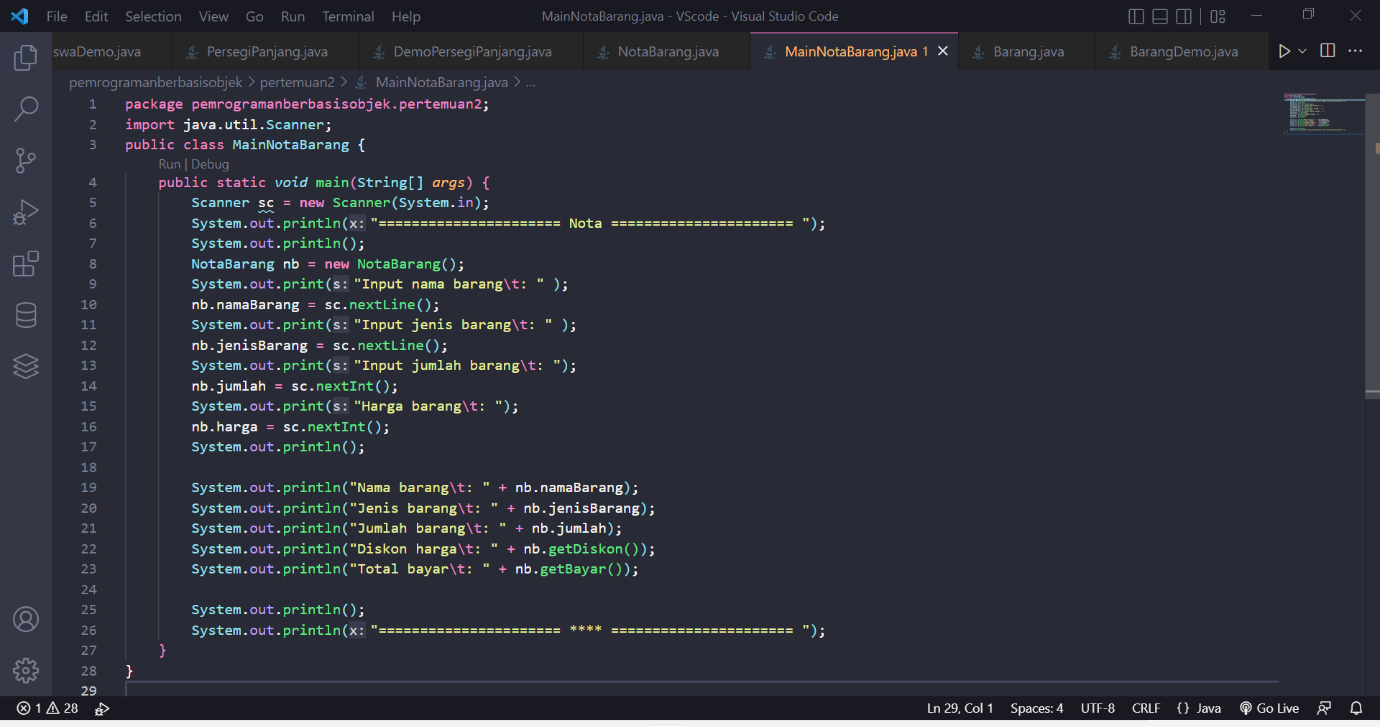 File Edit Selection View Go Run Terminal Help MainNotaBarang.java - VScode - Visual Studio Code
swaDemo.java PersegiPanjang.java DemoPersegiPanjang.java NotaBarang.java MainNotaBarang.java 1 Barang.java BarangDemo.java
pemrogramanberbasisobjek > pertemuan2 > MainNotaBarang.java > ...
1 package pemrogramanberbasisobjek.pertemuan2;
2 import java.util.Scanner;
3 public class MainNotaBarang {
Run | Debug
4 public static void main(String[] args) {
5 Scanner sc = new Scanner(System.in);
6 System.out.println(x: "====================== Nota ====================== ");
7 System.out.println();
8 NotaBarang nb = new NotaBarang();
9 System.out.print(s: "Input nama barang\t: " );
10 nb.namaBarang = sc.nextLine();
11 System.out.print(s: "Input jenis barang\t: " );
12 nb.jenisBarang = sc.nextLine();
13 System.out.print(s: "Input jumlah barang\t: ");
14 nb.jumlah = sc.nextInt();
15 System.out.print(s: "Harga barang\t: ");
16 nb.harga = sc.nextInt();
17 System.out.println();
18
19 System.out.println("Nama barang\t: " + nb.namaBarang);
20 System.out.println("Jenis barang\t: " + nb.jenisBarang);
21 System.out.println("Jumlah barang\t: " + nb.jumlah);
22 System.out.println("Diskon harga\t: " + nb.getDiskon());
23 System.out.println("Total bayar\t: " + nb.getBayar());
24
25 System.out.println();
26 System.out.println(x: "====================== **** ====================== ");
27 }
28 }
29
1 28 Ln 29, Col 1 Spaces: 4 UTF-8 CRLF {} Java Go Live